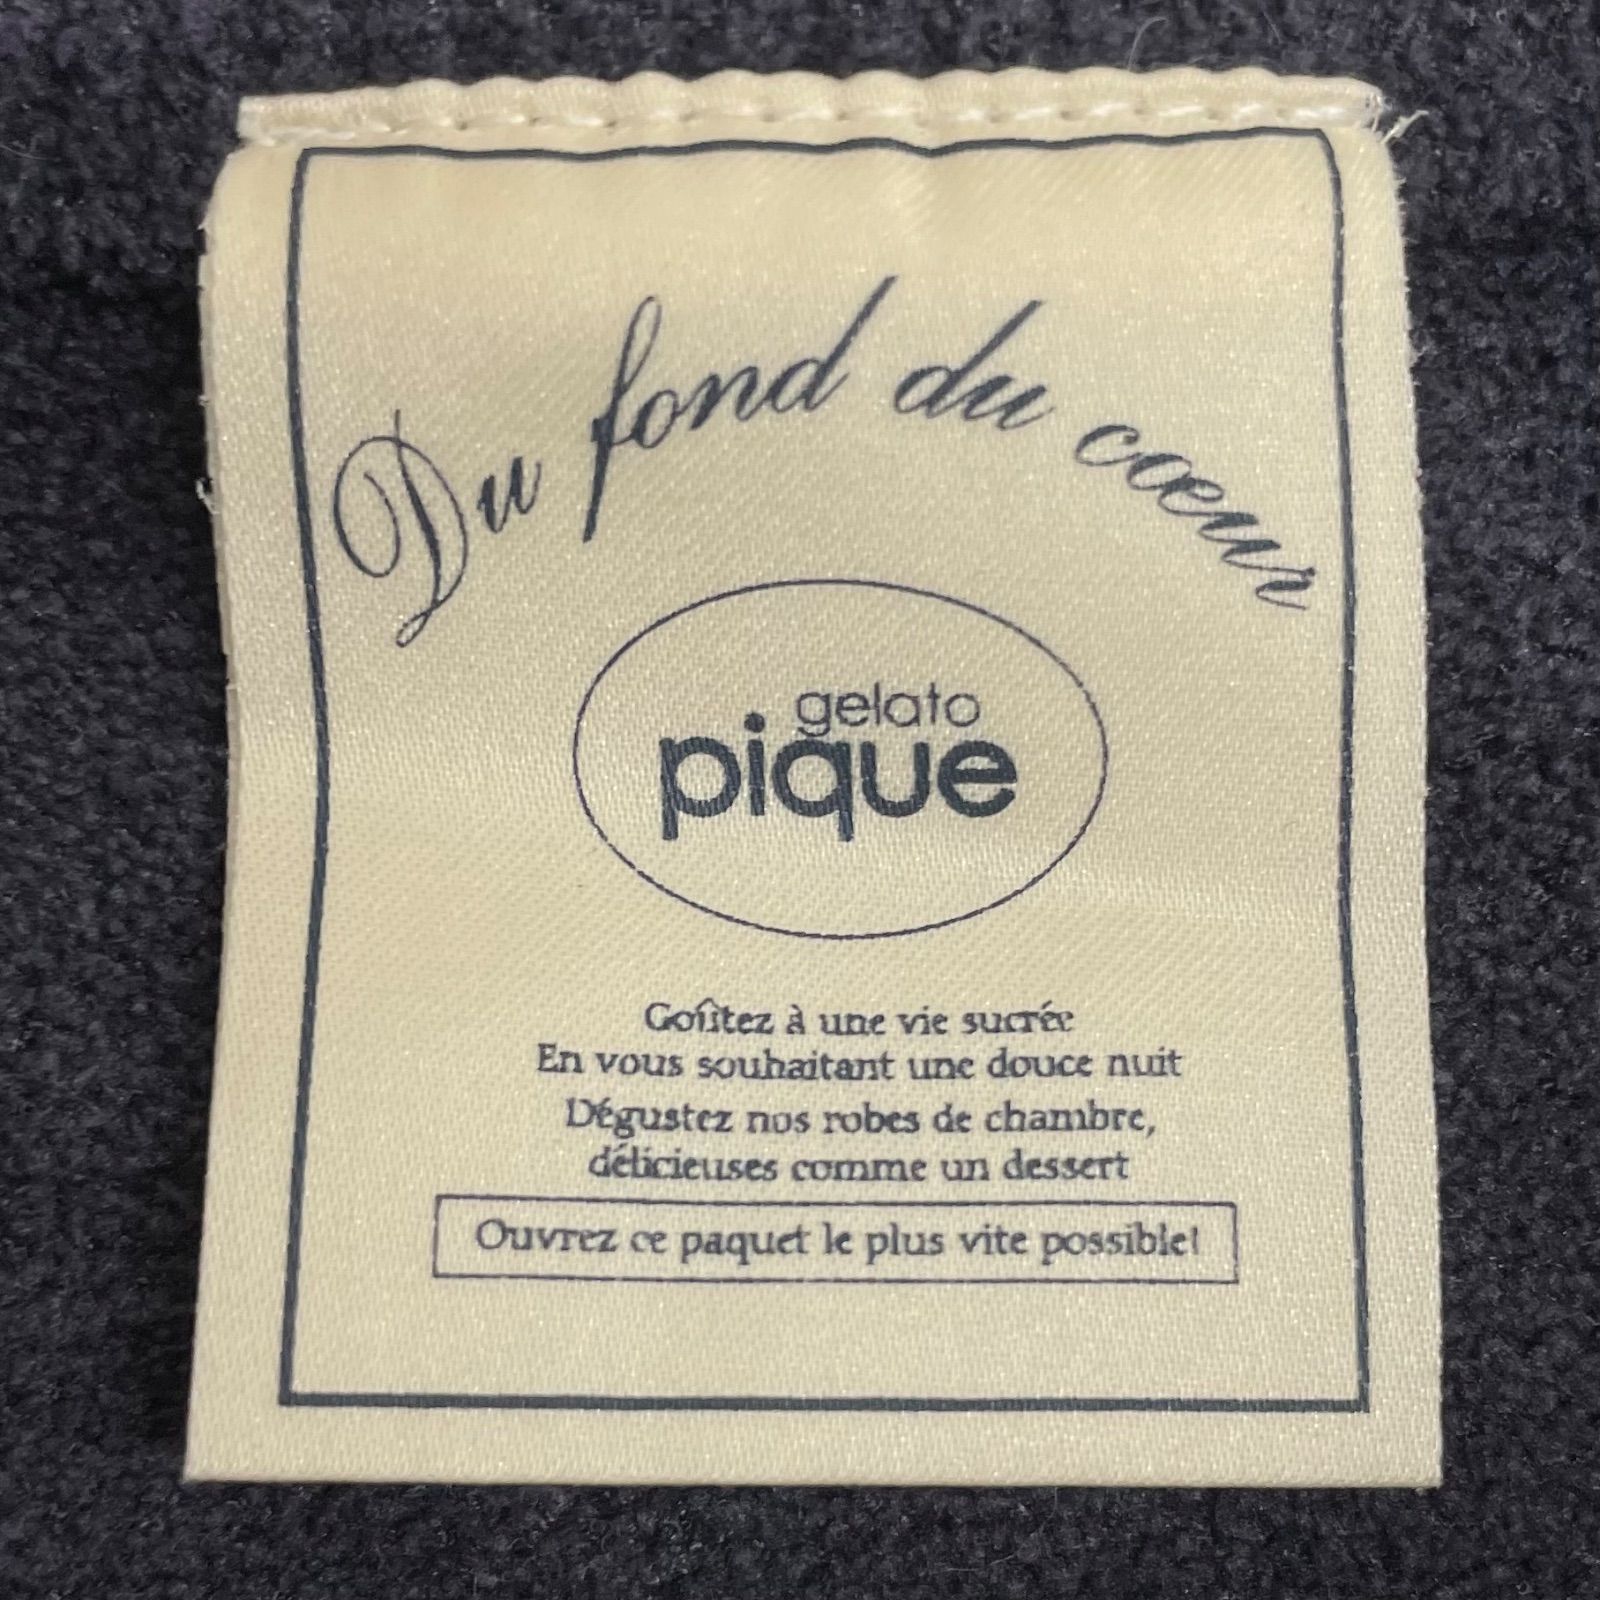 Du fond du cœur
gelato
pique
Goûtez à une vie sucrée
En vous souhaitant une douce nuit
Dégustez nos robes de chambre,
délicieuses comme un dessert
Ouvrez ce paquet le plus vite possible!